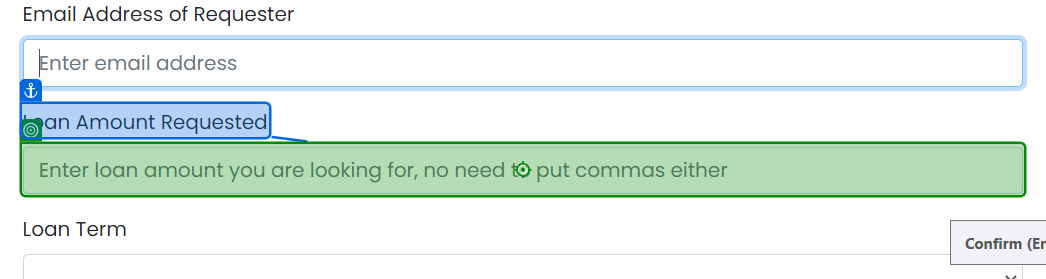 Email Address of Requester
Enter email address
Loan Amount Requested
Enter loan amount you are looking for, no need to put commas either
Loan Term
Confirm (En